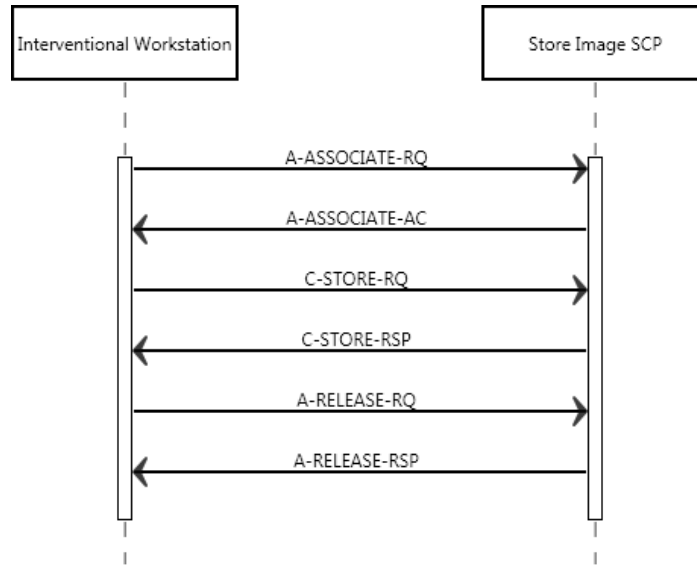 Interventional Workstation
Store Image SCP
A-ASSOCIATE-RQ
A-ASSOCIATE-AC
C-STORE-RQ
C-STORE-RSP
A-RELEASE-RQ
A-RELEASE-RSP